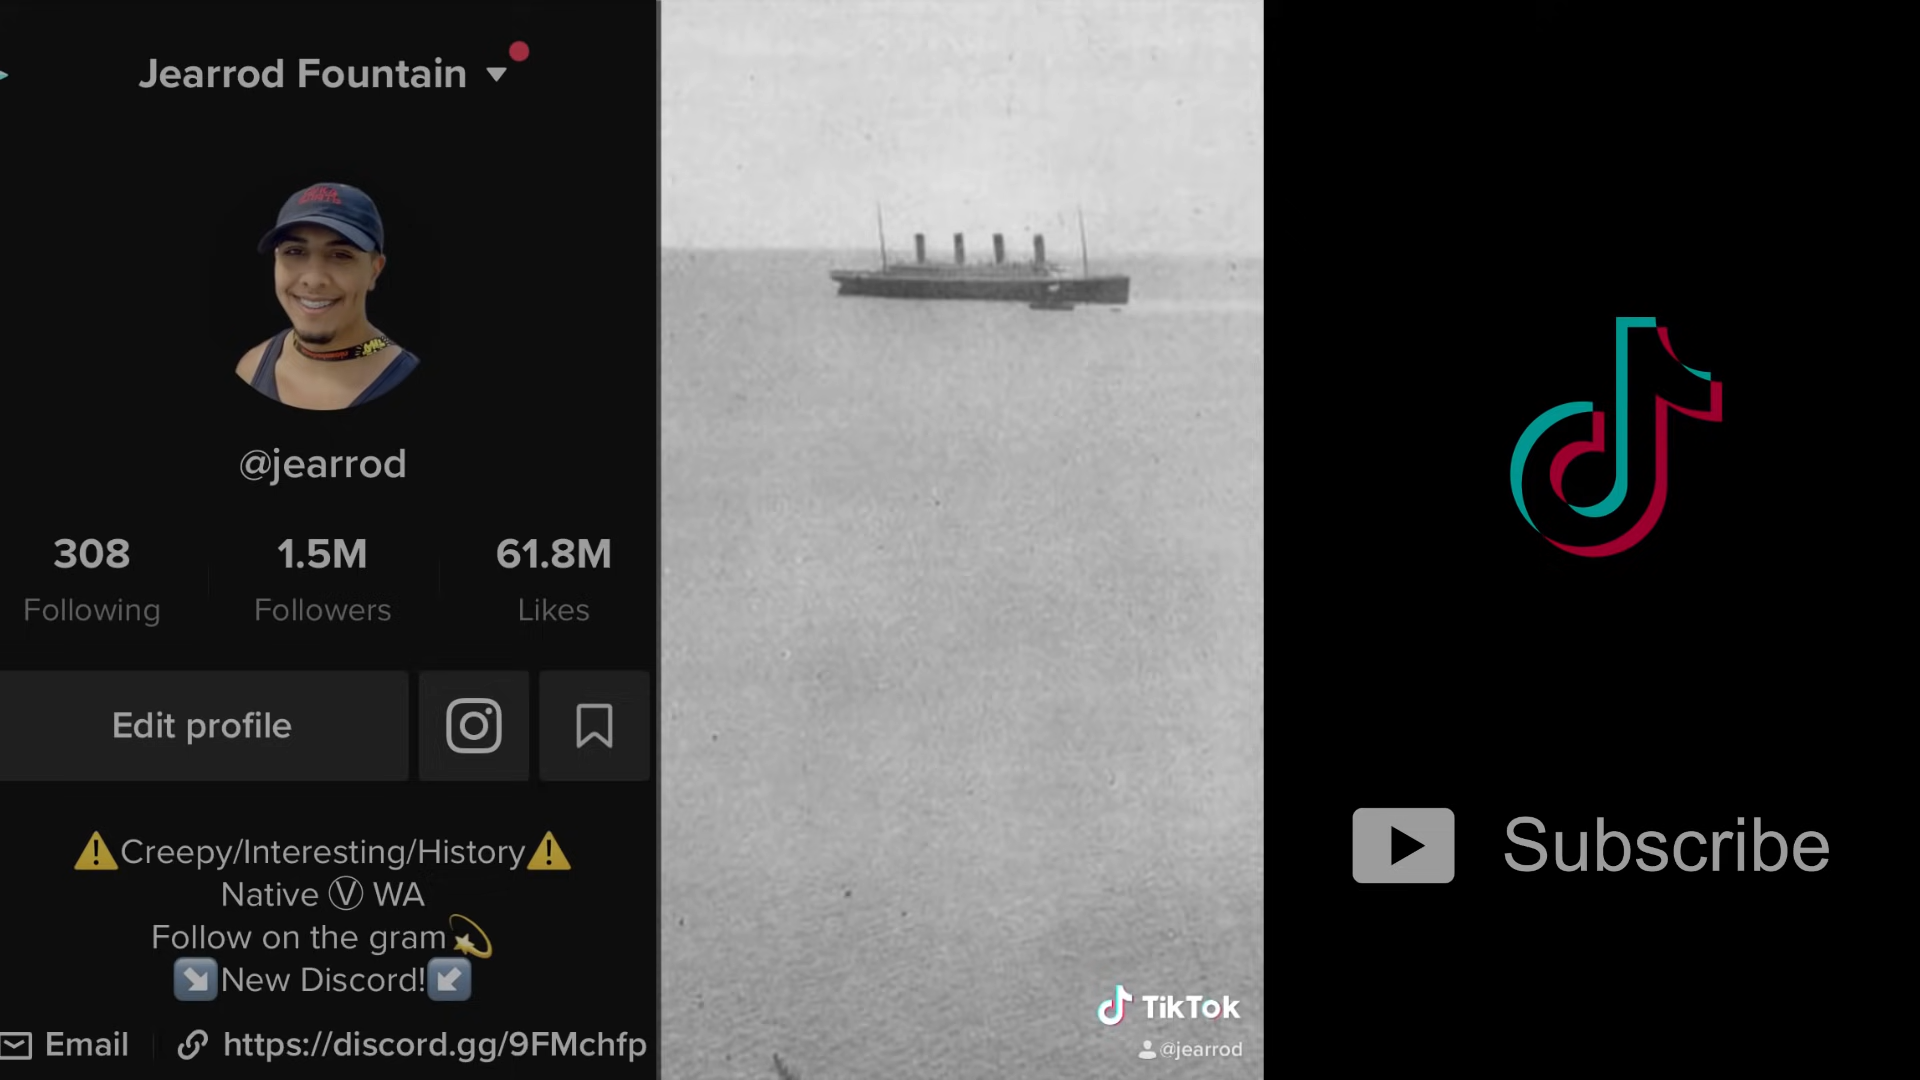 Jearrod Fountain
@jearrod
308
Following
1.5M
Followers
61.8M
Likes
Edit profile
⚠️Creepy/Interesting/History⚠️
Native Ⓥ WA
Follow on the gram💫
↘️New Discord!↙️
Email
https://discord.gg/9FMchfp
TikTok
@jearrod
Subscribe